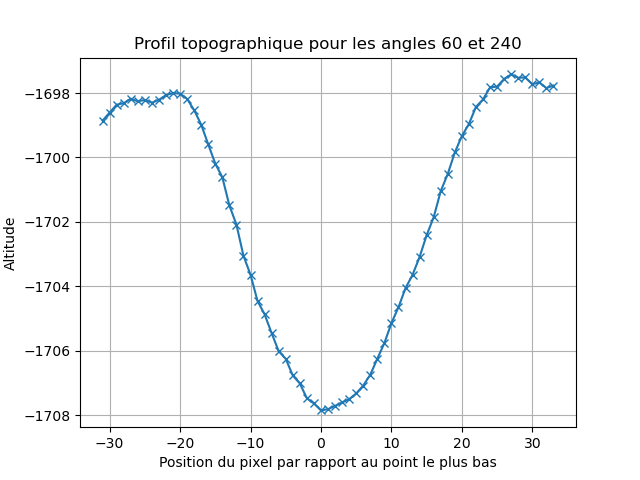 Profil topographique pour les angles 60 et 240
Altitude
−1698
−1700
−1702
−1704
−1706
−1708
−30 −20 −10 0 10 20 30
Position du pixel par rapport au point le plus bas